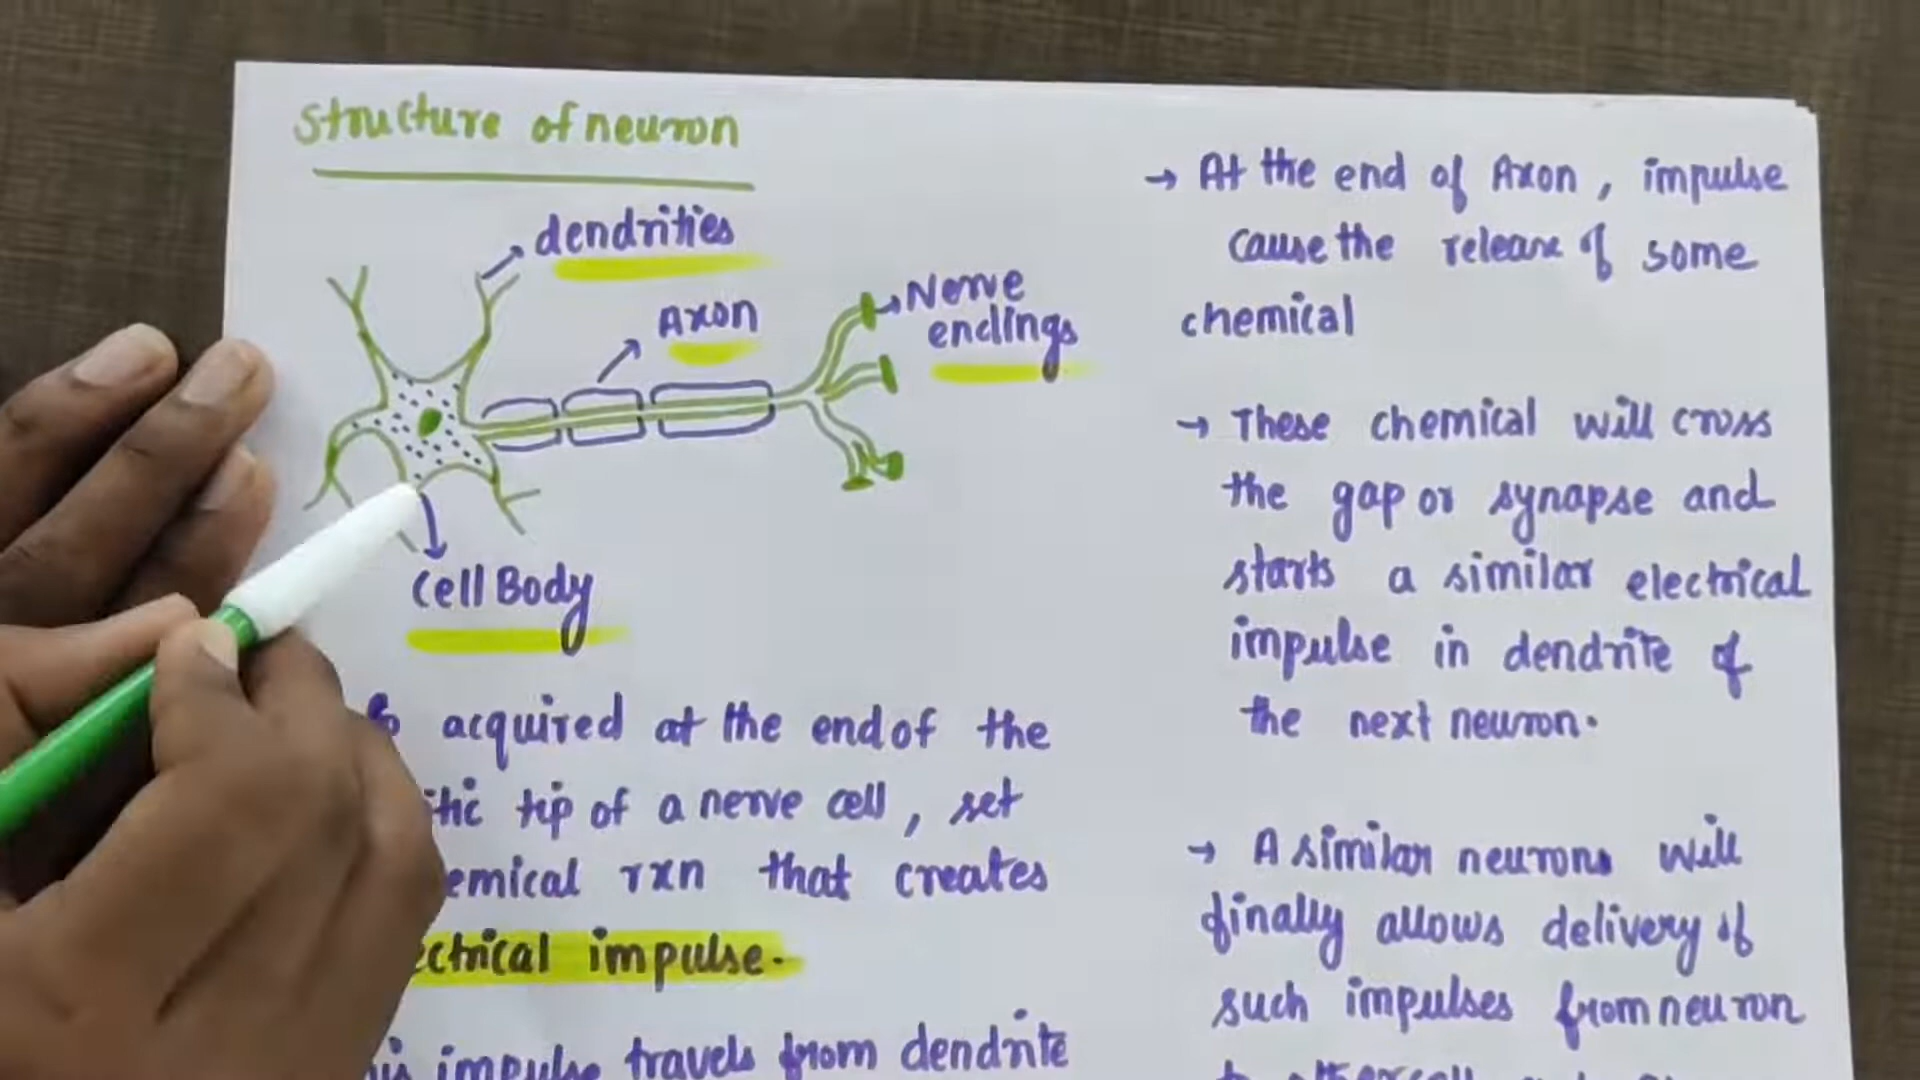 Structure of neuron
dendrities
Axon
Nerve
endings
Cell Body
acquired at the end of the
tip of a nerve cell, set
rxn that creates
impulse.
impulse travels from dendrite
→ At the end of Axon, impulse
cause the release of some
chemical
→ These chemical will cross
the gap or synapse and
starts a similar electrical
impulse in dendrite of
the next neuron.
→ A similar neurons will
finally allows delivery of
such impulses from neuron